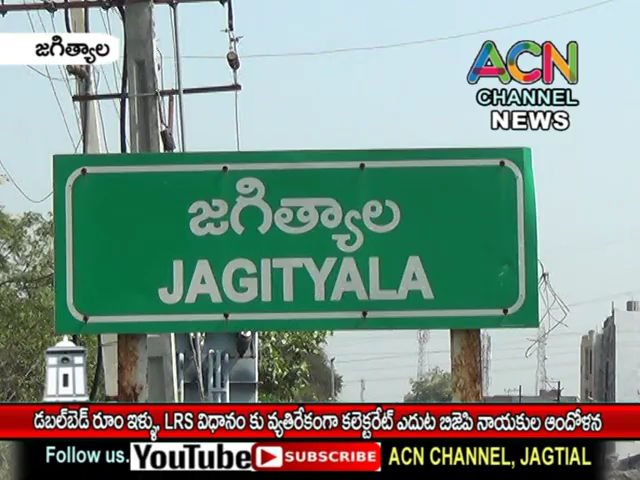 జగిత్యాల
ACN
CHANNEL
NEWS
జగిత్యాల
JAGITYALA
డబల్‌బెడ్ రూం ఇళ్ళు, LRS విధానం కు వ్యతిరేకంగా కలెక్టరేట్ ఎదుట బిజెపి నాయకుల ఆందోళన
Follow us. YouTube SUBSCRIBE ACN CHANNEL, JAGTIAL